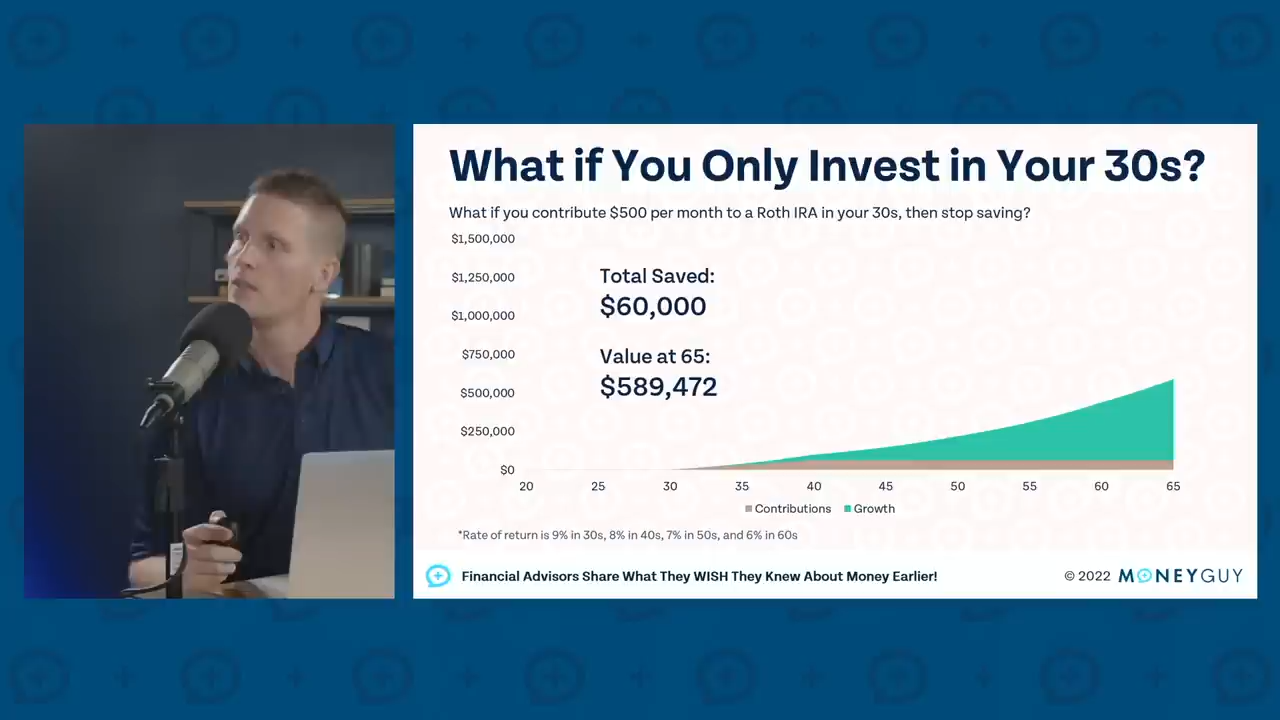 What if You Only Invest in Your 30s?
What if you contribute $500 per month to a Roth IRA in your 30s, then stop saving?
$1,500,000
$1,250,000
$1,000,000
$750,000
$500,000
$250,000
$0
Total Saved:
$60,000
Value at 65:
$589,472
20 25 30 35 40 45 50 55 60 65
Contributions Growth
*Rate of return is 9% in 30s, 8% in 40s, 7% in 50s, and 6% in 60s
Financial Advisors Share What They WISH They Knew About Money Earlier!
© 2022 MONEYGUY